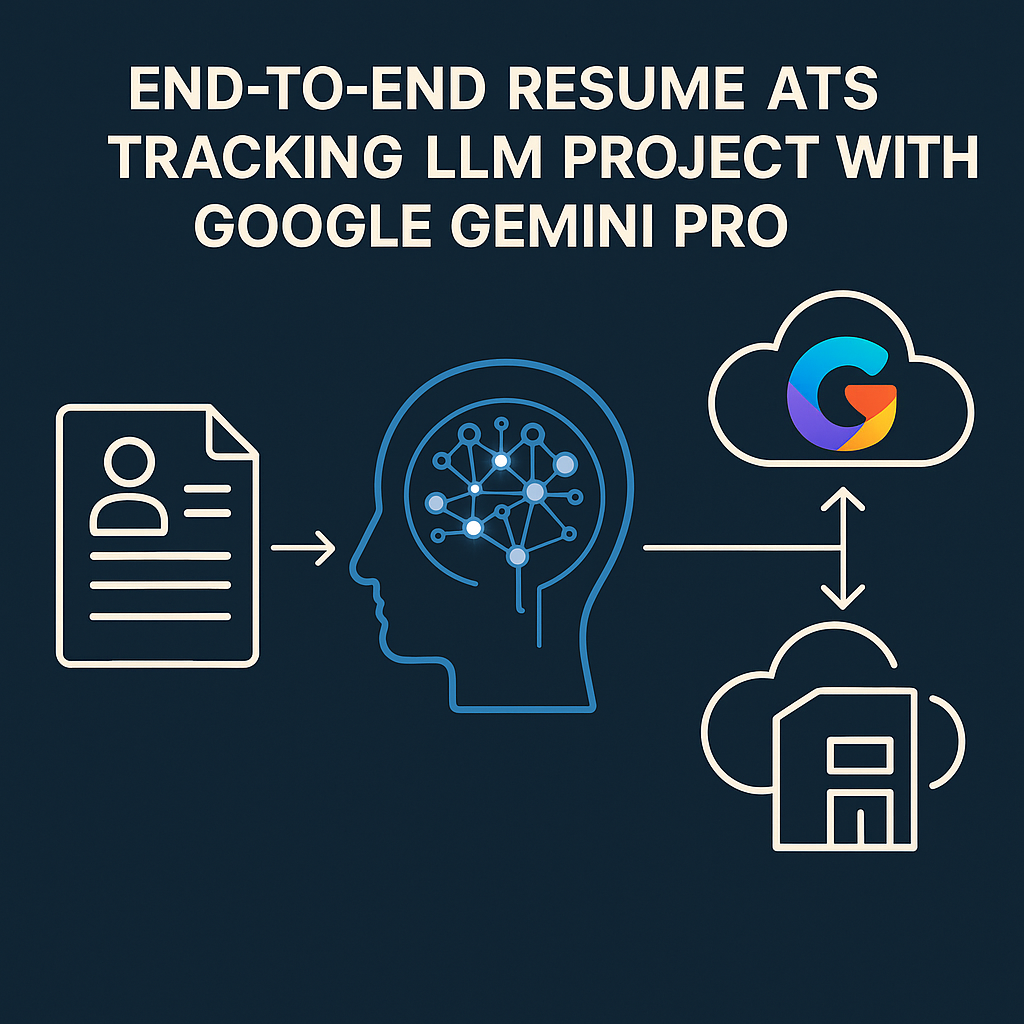 END-TO-END RESUME ATS
TRACKING LLM PROJECT WITH
GOOGLE GEMINI PRO
G